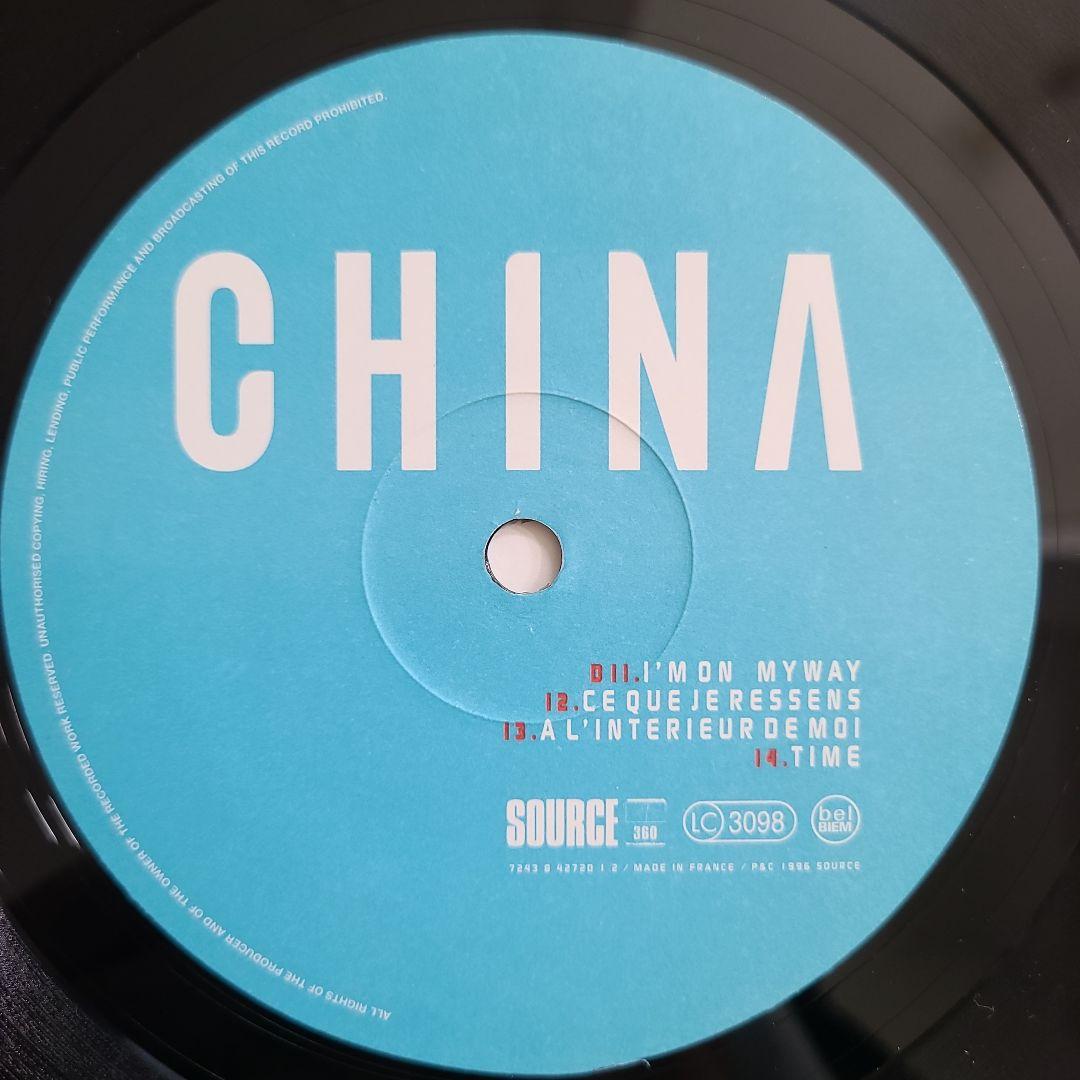 CHINA
D11.I'M ON MY WAY
12.CE QUE JE RESSENS
13.A L'INTERIEUR DE MOI
14.TIME
SOURCE 360 LC 3098 bel BIEM
7243 8 42720 1 2 / MADE IN FRANCE / P&C 1996 SOURCE
ALL RIGHTS OF THE PRODUCER AND OF THE OWNER OF THE RECORDED WORK RESERVED. UNAUTHORISED COPYING, HIRING, LENDING, PUBLIC PERFORMANCE AND BROADCASTING OF THIS RECORD PROHIBITED.